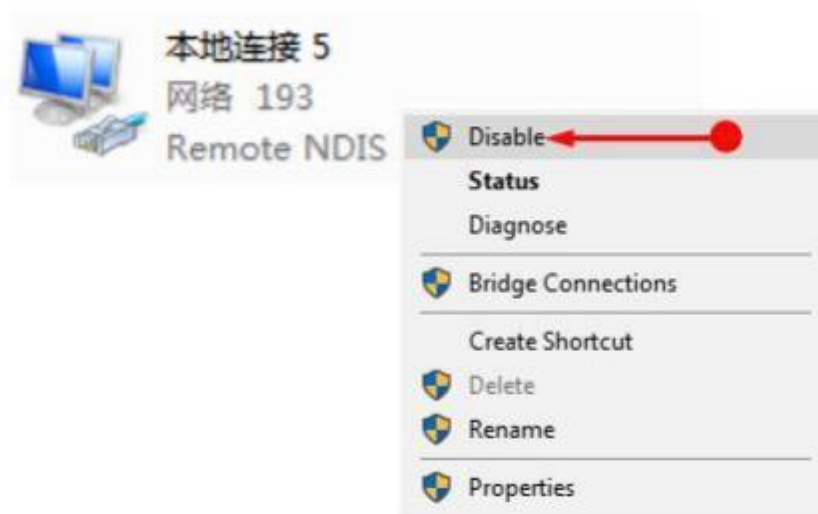 本地连接 5
网络 193
Remote NDIS
Disable
Status
Diagnose
Bridge Connections
Create Shortcut
Delete
Rename
Properties